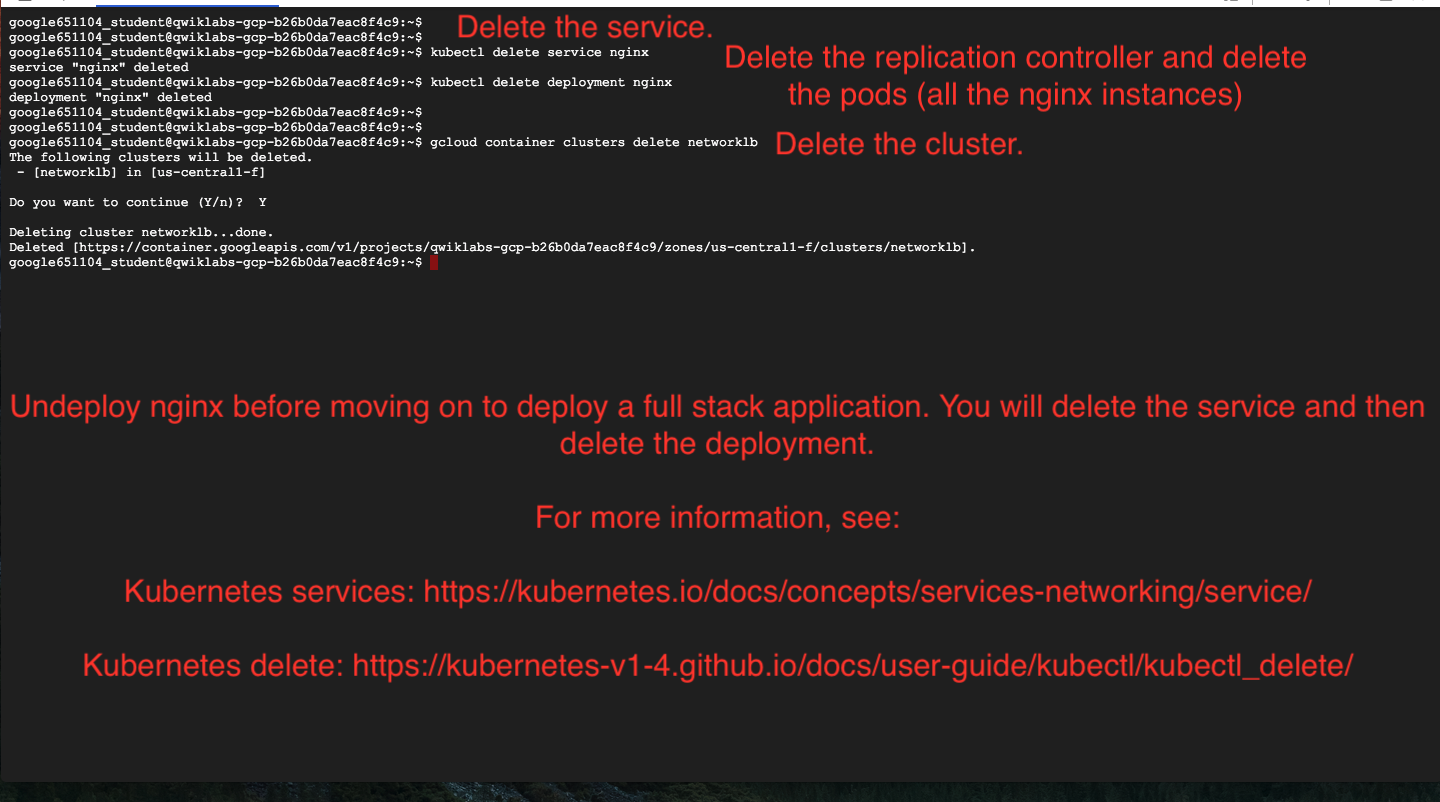 google651104_student@qwiklabs-gcp-b26b0da7eac8f4c9:~$
Delete the service.
google651104_student@qwiklabs-gcp-b26b0da7eac8f4c9:~$
google651104_student@qwiklabs-gcp-b26b0da7eac8f4c9:~$ kubectl delete service nginx
service "nginx" deleted
Delete the replication controller and delete
the pods (all the nginx instances)
google651104_student@qwiklabs-gcp-b26b0da7eac8f4c9:~$ kubectl delete deployment nginx
deployment "nginx" deleted
google651104_student@qwiklabs-gcp-b26b0da7eac8f4c9:~$
google651104_student@qwiklabs-gcp-b26b0da7eac8f4c9:~$
google651104_student@qwiklabs-gcp-b26b0da7eac8f4c9:~$ gcloud container clusters delete networklb
Delete the cluster.
The following clusters will be deleted.
- [networklb] in [us-central1-f]
Do you want to continue (Y/n)? Y
Deleting cluster networklb...done.
Deleted [https://container.googleapis.com/v1/projects/qwiklabs-gcp-b26b0da7eac8f4c9/zones/us-central1-f/clusters/networklb].
google651104_student@qwiklabs-gcp-b26b0da7eac8f4c9:~$
Undeploy nginx before moving on to deploy a full stack application. You will delete the service and then
delete the deployment.
For more information, see:
Kubernetes services: https://kubernetes.io/docs/concepts/services-networking/service/
Kubernetes delete: https://kubernetes-v1-4.github.io/docs/user-guide/kubectl/kubectl_delete/